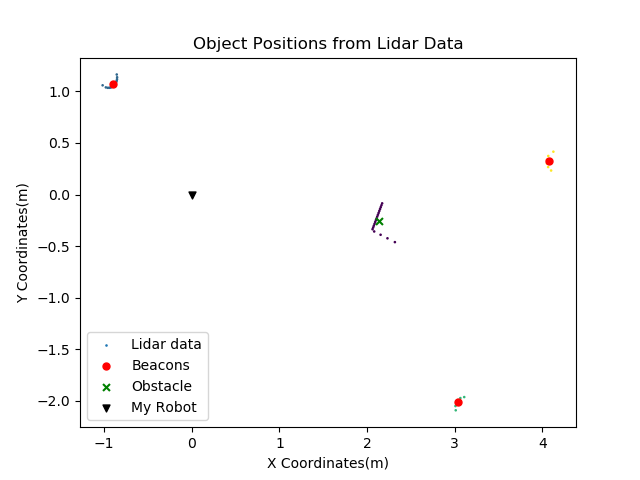 Object Positions from Lidar Data
Y Coordinates(m)
1.0
0.5
0.0
−0.5
−1.0
−1.5
−2.0
Lidar data
Beacons
Obstacle
My Robot
−1
0
1
2
3
4
X Coordinates(m)